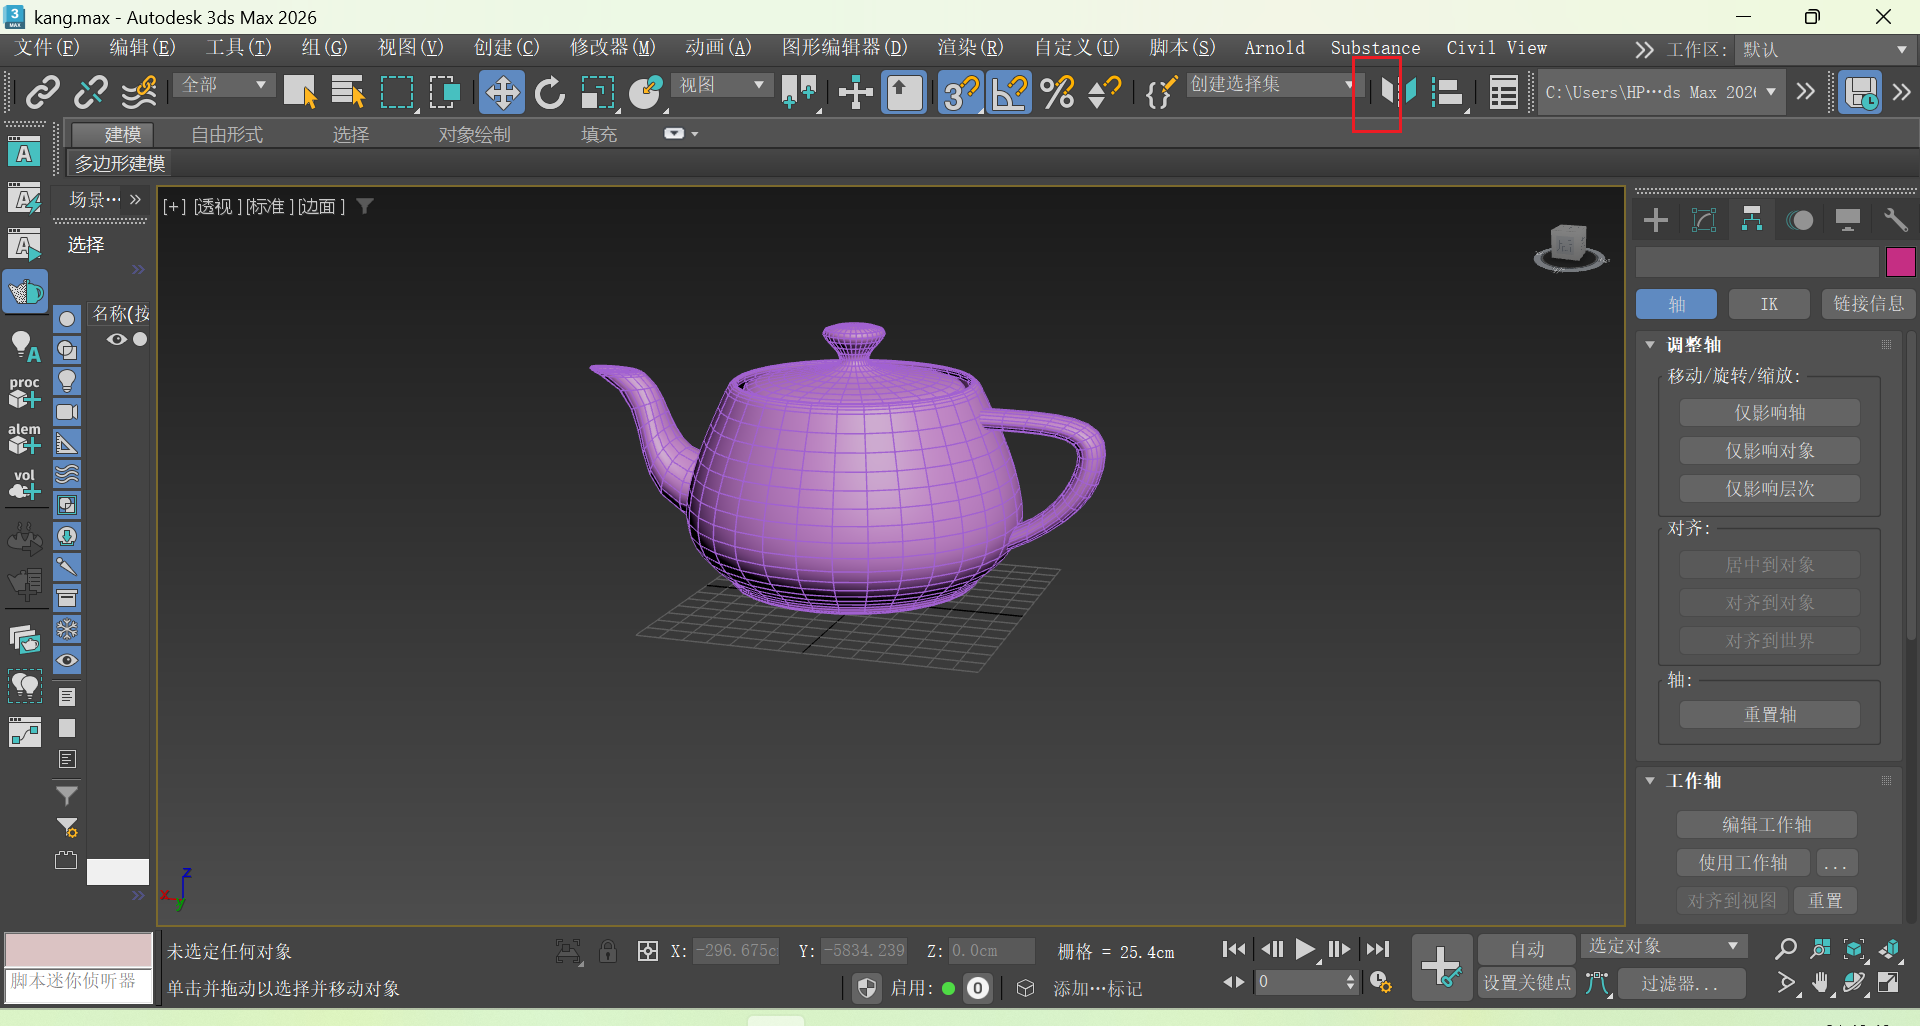 kang.max - Autodesk 3ds Max 2026
文件(F) 编辑(E) 工具(T) 组(G) 视图(V) 创建(C) 修改器(M) 动画(A) 图形编辑器(D) 渲染(R) 自定义(U) 脚本(S) Arnold Substance Civil View 工作区: 默认
全部 视图 创建选择集 C:\Users\HP···ds Max 2026
建模 自由形式 选择 对象绘制 填充
多边形建模
场景···
[+] [透视] [标准] [边面]
选择
名称(按
proc
alem
vol
轴 IK 链接信息
调整轴
移动/旋转/缩放:
仅影响轴
仅影响对象
仅影响层次
对齐:
居中到对象
对齐到对象
对齐到世界
轴:
重置轴
工作轴
编辑工作轴
使用工作轴 ...
对齐到视图 重置
z
x
y
未选定任何对象 X: -296.675c Y: -5834.239 Z: 0.0cm 栅格 = 25.4cm 自动 选定对象
脚本迷你侦听器
单击并拖动以选择并移动对象 启用: 0 添加···标记 0 设置关键点 过滤器...